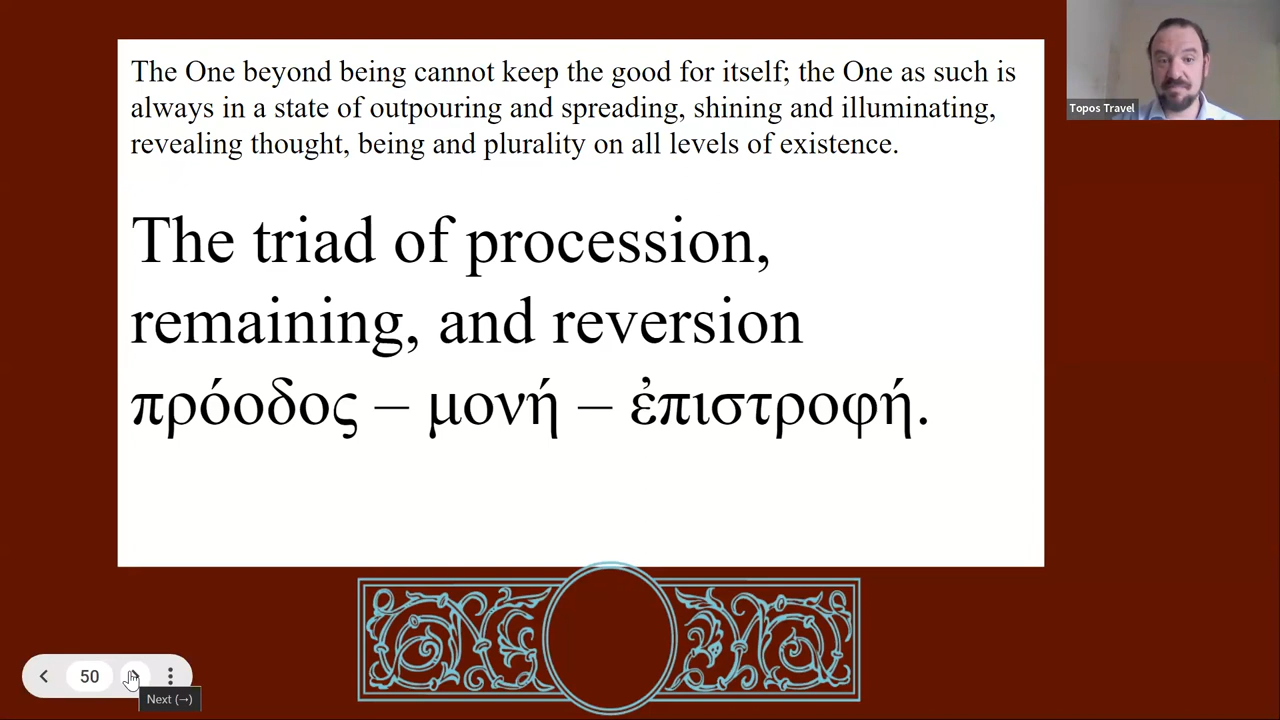 The One beyond being cannot keep the good for itself; the One as such is
always in a state of outpouring and spreading, shining and illuminating,
revealing thought, being and plurality on all levels of existence.
The triad of procession,
remaining, and reversion
πρόοδος – μονή – ἐπιστροφή.
Topos Travel
50
Next (→)